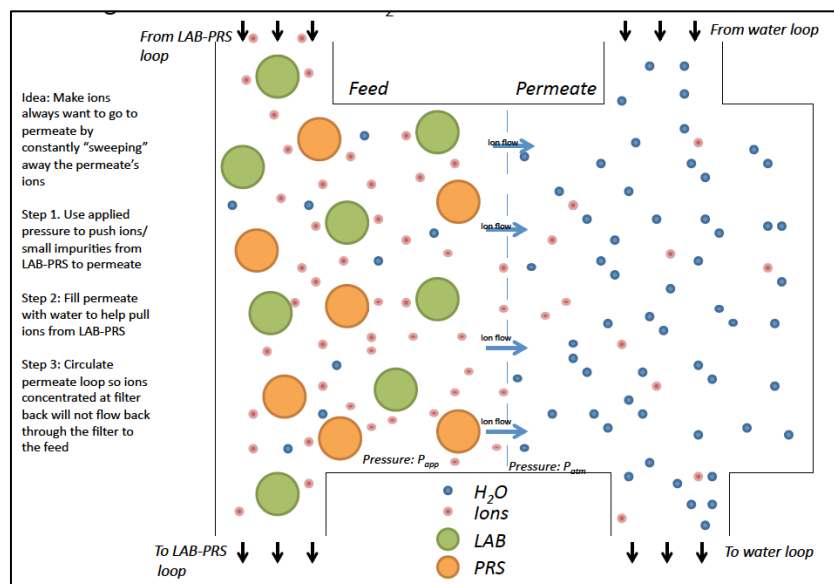 From LAB-PRS
loop
From water loop
Feed
Permeate
Idea: Make ions
always want to go to
permeate by
constantly “sweeping”
away the permeate's
ions
Step 1. Use applied
pressure to push ions/
small impurities from
LAB-PRS to permeate
Step 2: Fill permeate
with water to help pull
ions from LAB-PRS
Step 3: Circulate
permeate loop so ions
concentrated at filter
back will not flow back
through the filter to
the feed
Ion flow
Ion flow
Ion flow
Ion flow
Pressure: Papp
Pressure: Patm
H2O
Ions
LAB
PRS
To LAB-PRS
loop
To water loop